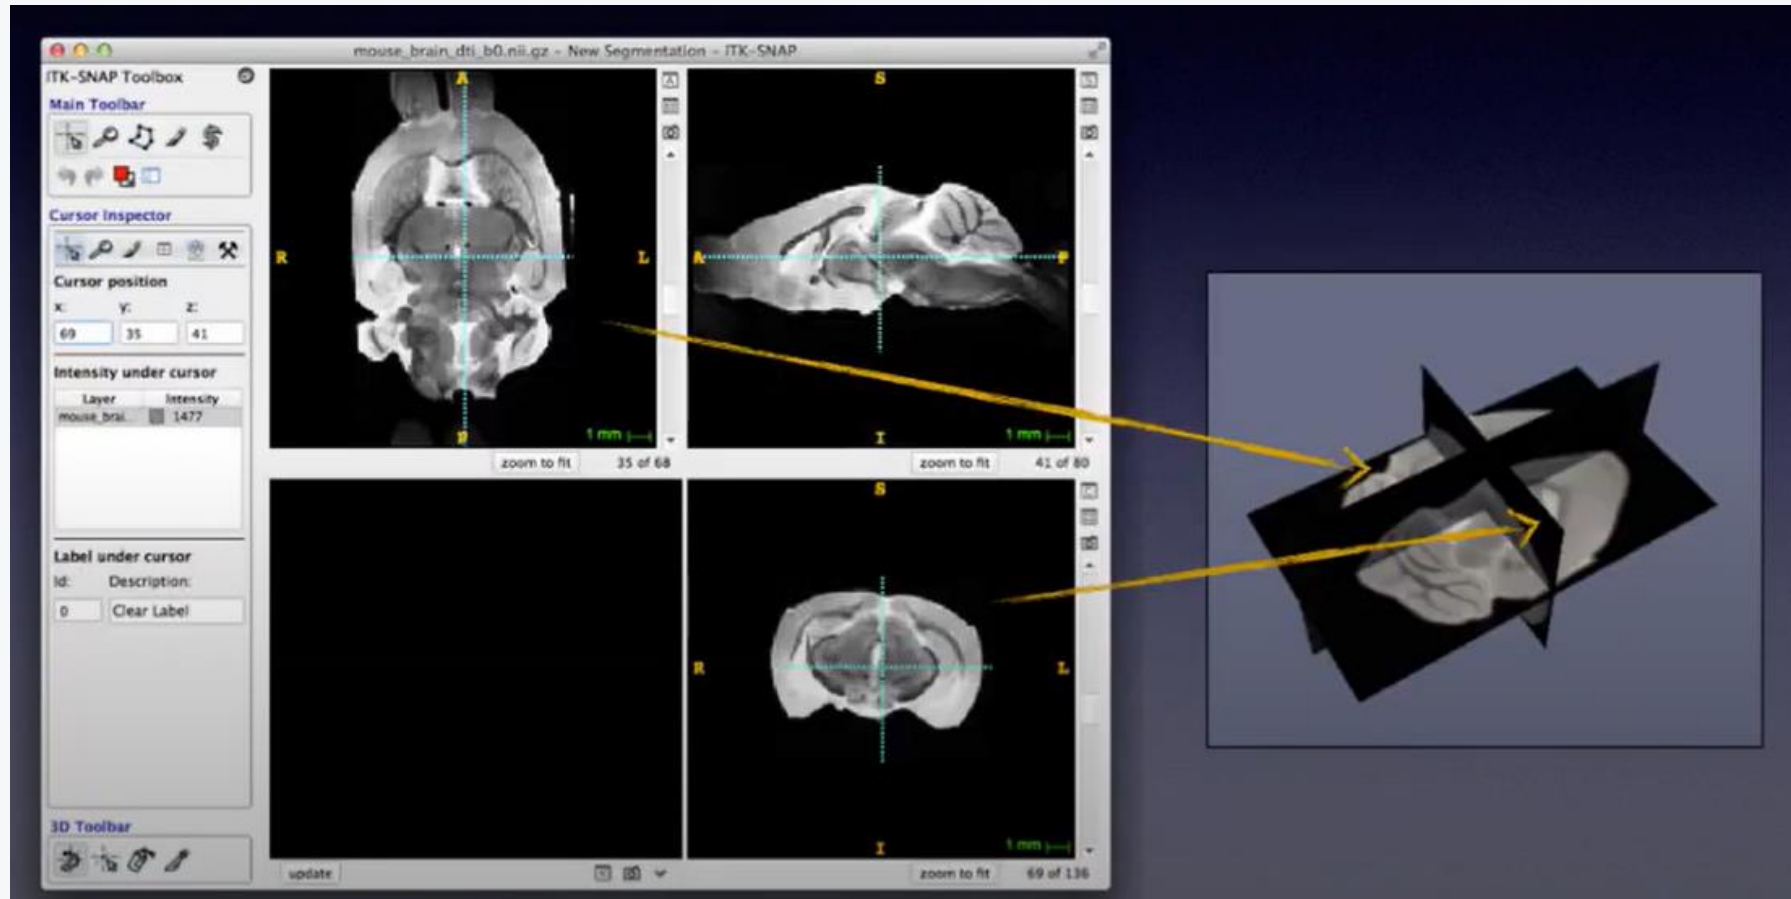 mouse_brain_dti_b0.nii.gz - New Segmentation - ITK-SNAP
ITK-SNAP Toolbox
Main Toolbar
Cursor Inspector
Cursor position
x: y: z:
69 35 41
Intensity under cursor
Layer Intensity
mouse_brai... 1477
Label under cursor
Id: Description:
0 Clear Label
3D Toolbar
A
R L
P
1 mm
zoom to fit 35 of 68
A
S
A P
I
1 mm
zoom to fit 41 of 80
S
update
S
R L
I
1 mm
zoom to fit 69 of 136
C